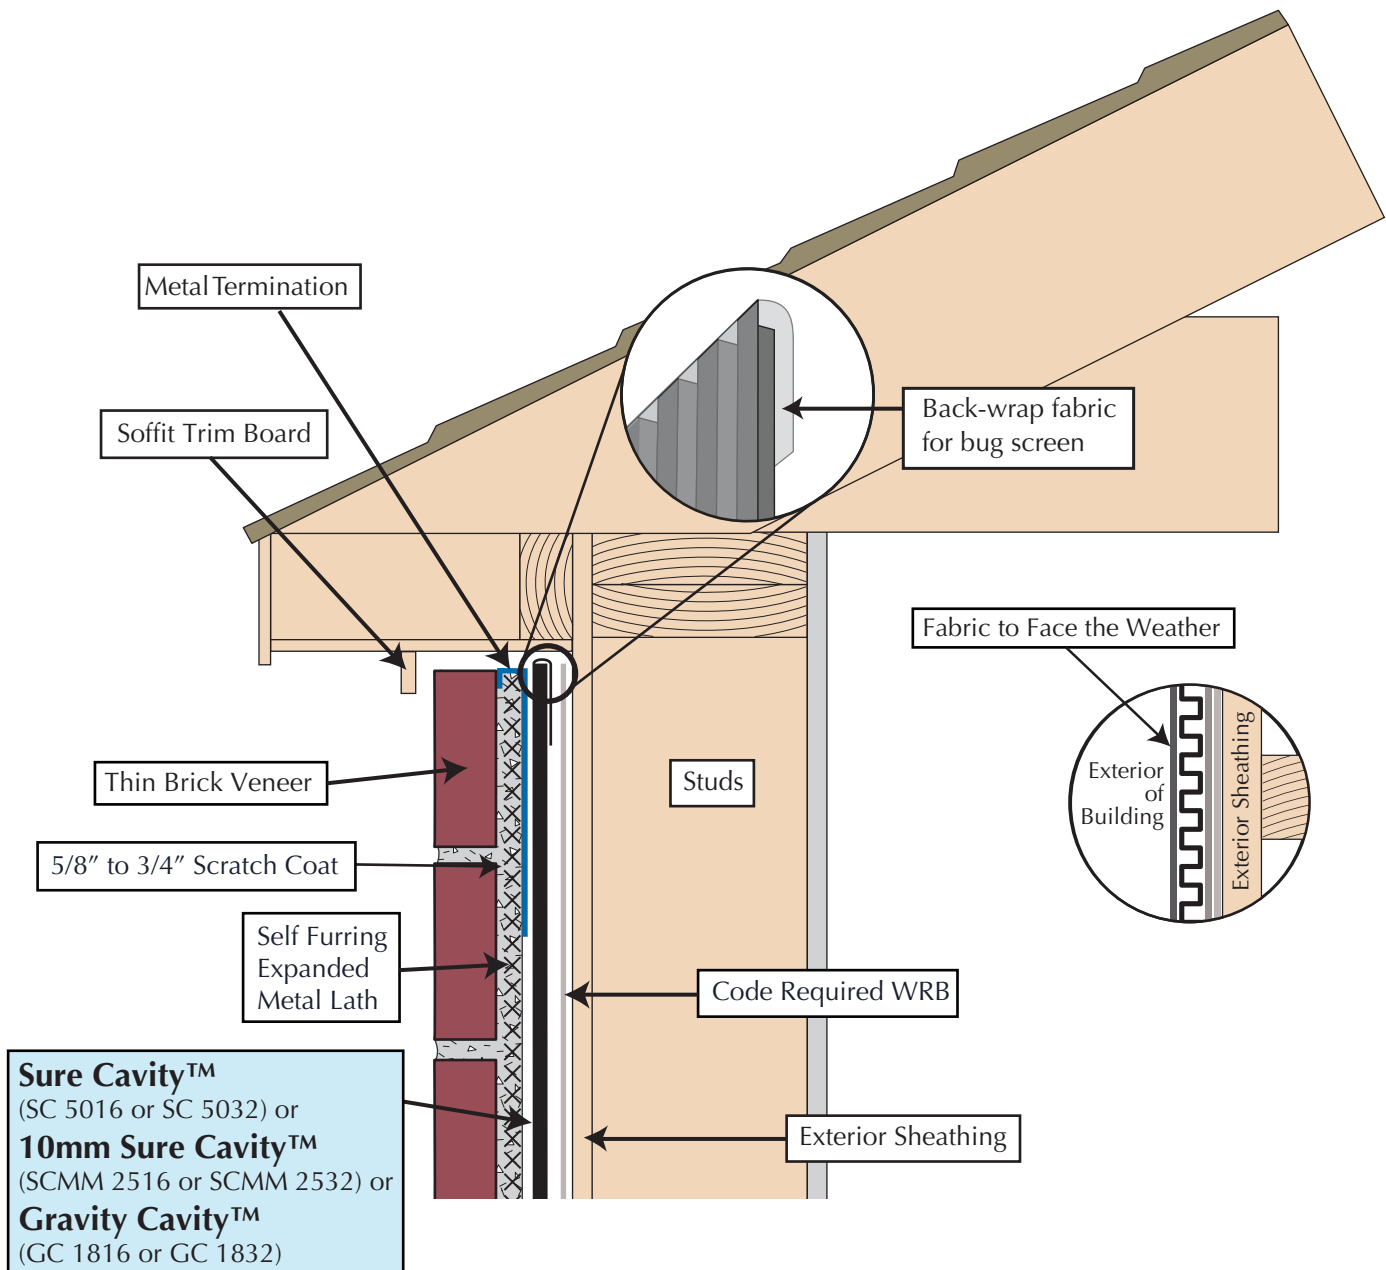 Metal Termination
Soffit Trim Board
Back-wrap fabric
for bug screen
Fabric to Face the Weather
Thin Brick Veneer
Studs
Exterior
of
Building
Exterior Sheathing
5/8" to 3/4" Scratch Coat
Self Furring
Expanded
Metal Lath
Code Required WRB
Sure Cavity™
(SC 5016 or SC 5032) or
10mm Sure Cavity™
(SCMM 2516 or SCMM 2532) or
Gravity Cavity™
(GC 1816 or GC 1832)
Exterior Sheathing